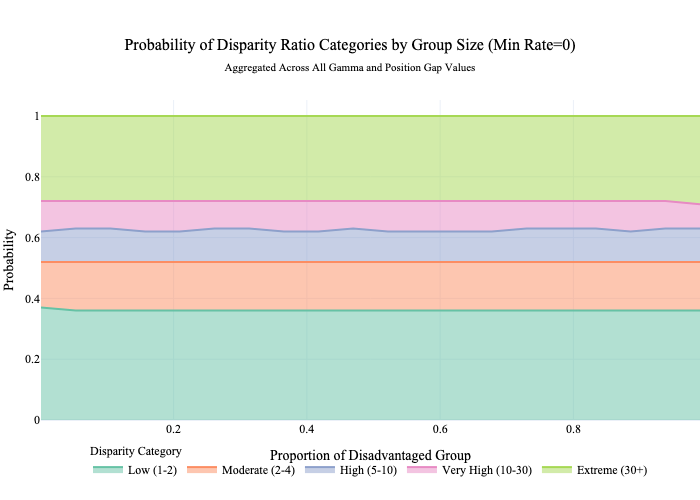 Probability of Disparity Ratio Categories by Group Size (Min Rate=0)
Aggregated Across All Gamma and Position Gap Values
Probability
1
0.8
0.6
0.4
0.2
0
0.2 0.4 0.6 0.8
Proportion of Disadvantaged Group
Disparity Category
Low (1-2) Moderate (2-4) High (5-10) Very High (10-30) Extreme (30+)